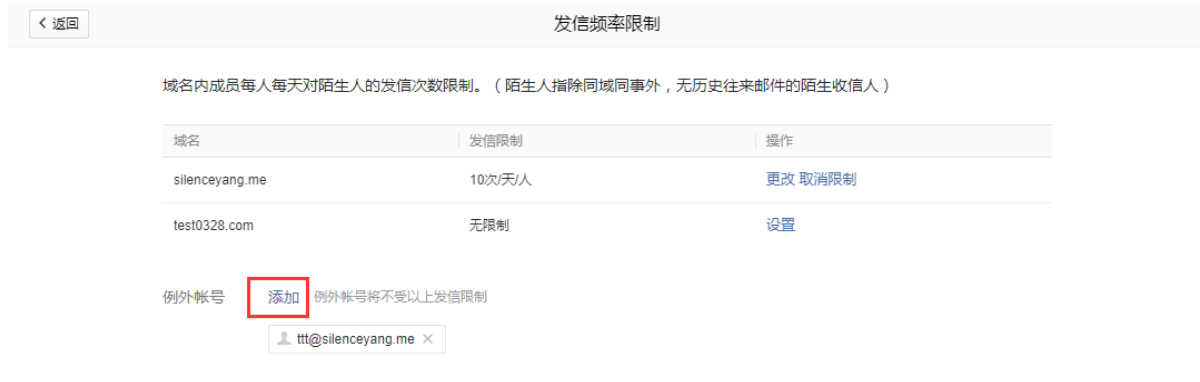 返回
发信频率限制
域名内成员每人每天对陌生人的发信次数限制。（陌生人指除同域同事外，无历史往来邮件的陌生收信人）
域名 发信限制 操作
silenceyang.me 10次/天/人 更改 取消限制
test0328.com 无限制 设置
例外帐号 添加 例外帐号将不受以上发信限制
ttt@silenceyang.me